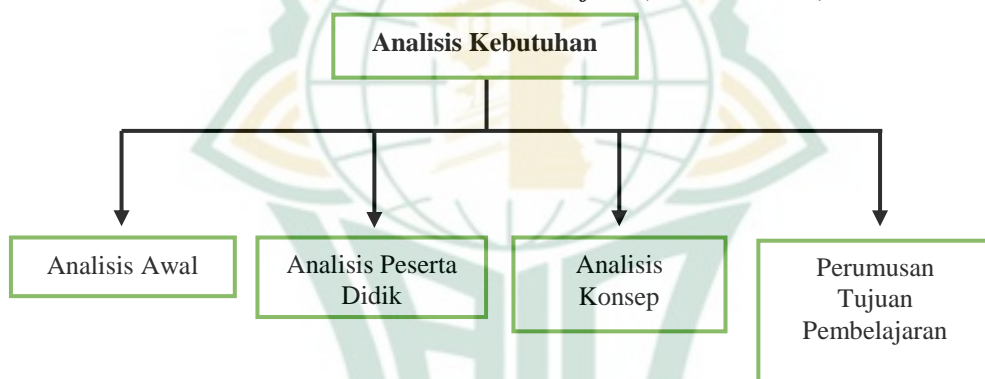 Analisis Kebutuhan
Analisis Awal
Analisis Peserta
Didik
Analisis
Konsep
Perumusan
Tujuan
Pembelajaran